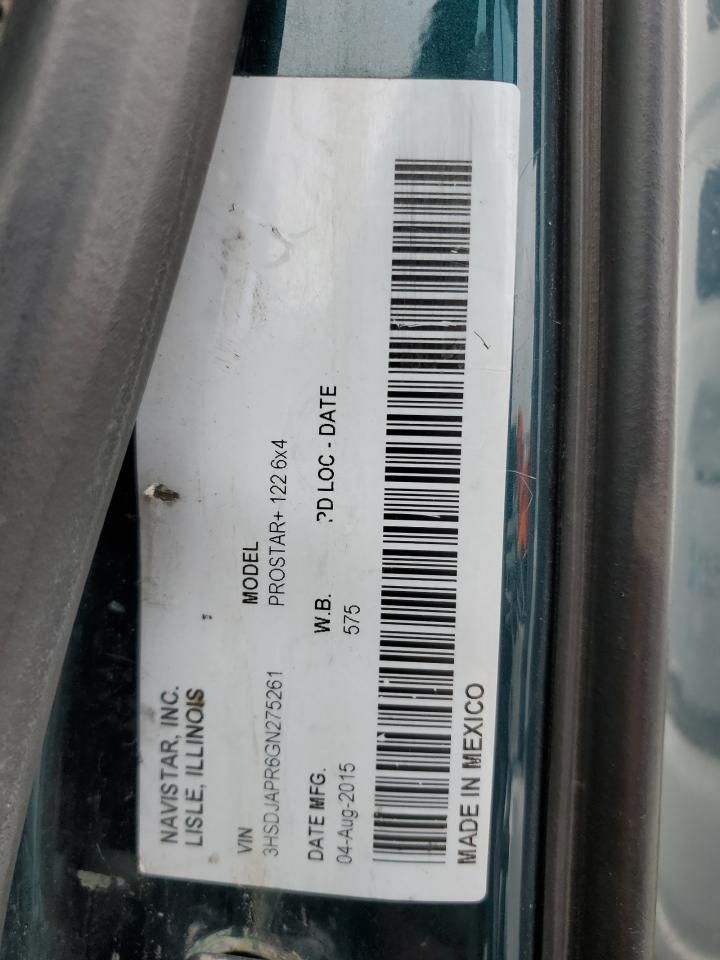 NAVISTAR, INC.
LISLE, ILLINOIS
VIN
3HSDJAPR6GN275261
MODEL
PROSTAR+ 122 6x4
DATE MFG.
04-Aug-2015
W.B.
575
PD LOC - DATE
MADE IN MEXICO